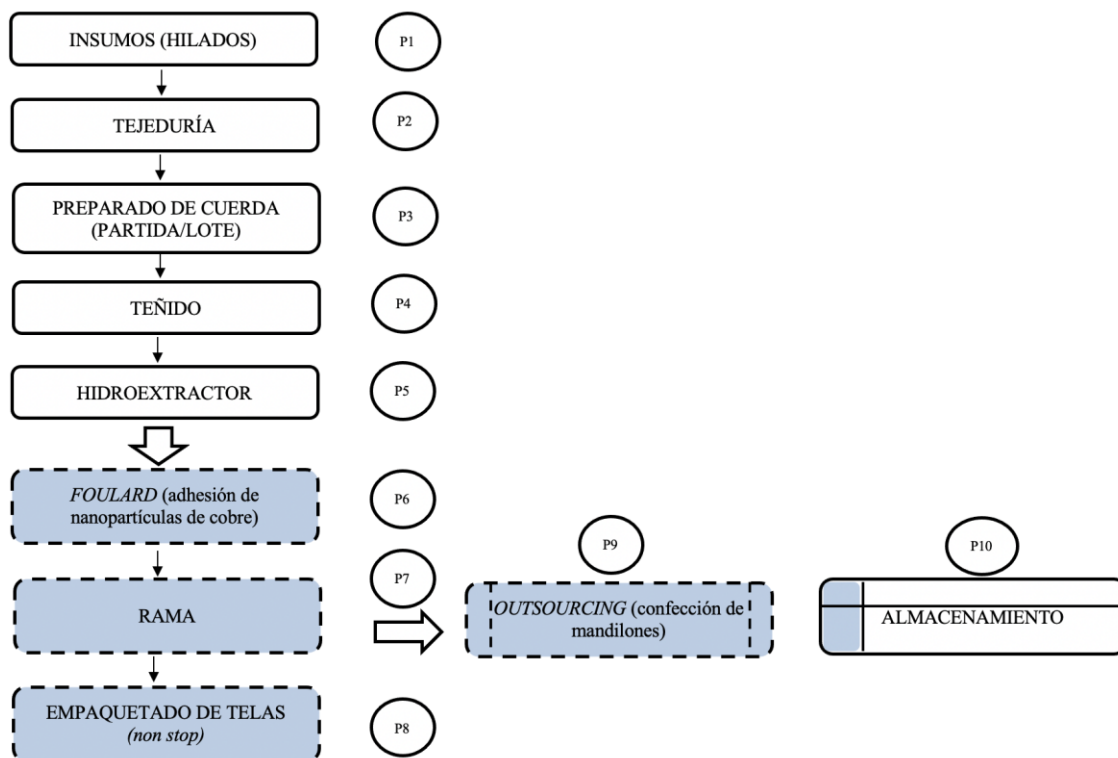 INSUMOS (HILADOS)
P1
TEJEDURÍA
P2
PREPARADO DE CUERDA
(PARTIDA/LOTE)
P3
TEÑIDO
P4
HIDROEXTRACTOR
P5
FOULARD (adhesión de
nanopartículas de cobre)
P6
RAMA
P7
EMPAQUETADO DE TELAS
(non stop)
P8
P9
OUTSOURCING (confección de
mandilones)
P10
ALMACENAMIENTO